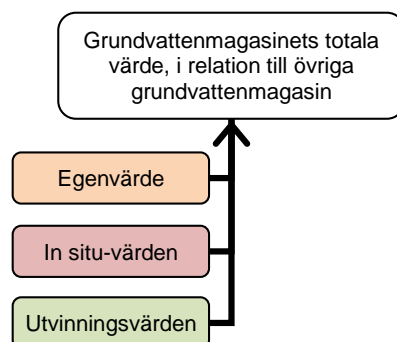 Grundvattenmagasinets totala
värde, i relation till övriga
grundvattenmagasin
Egenvärde
In situ-värden
Utvinningsvärden